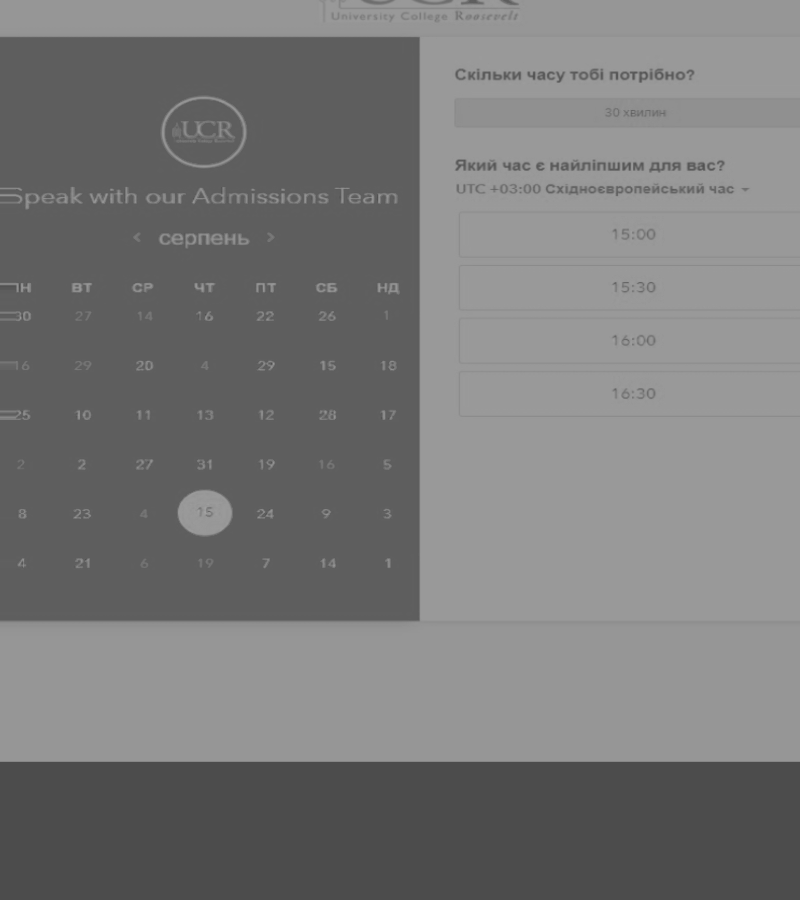 University College Roosevelt
UCR
Speak with our Admissions Team
< серпень >
ПН ВТ СР ЧТ ПТ СБ НД
30 27 14 16 22 26 1
16 29 20 4 29 15 18
25 10 11 13 12 28 17
2 2 27 31 19 16 5
8 23 4 15 24 9 3
4 21 6 19 7 14 1
Скільки часу тобі потрібно?
30 хвилин
Який час є найліпшим для вас?
UTC +03:00 Східноєвропейський час
15:00
15:30
16:00
16:30